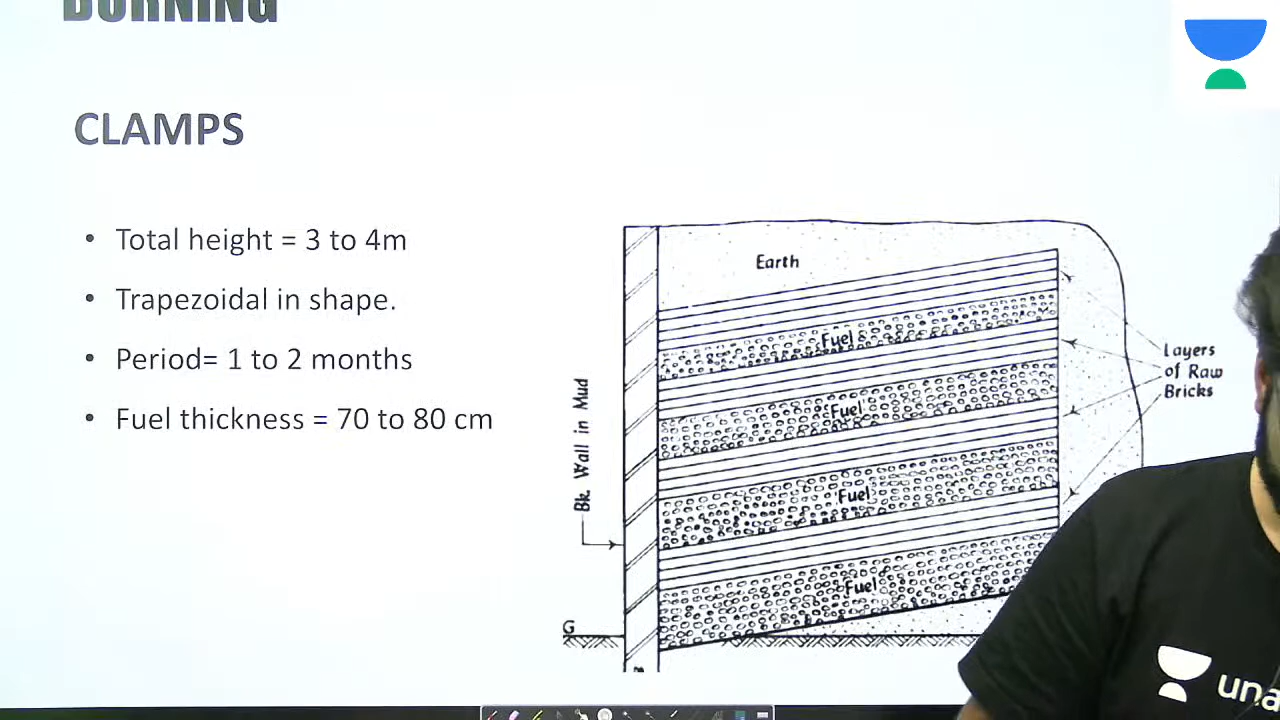 BURNING
CLAMPS
• Total height = 3 to 4m
• Trapezoidal in shape.
• Period= 1 to 2 months
• Fuel thickness = 70 to 80 cm
Earth
Fuel
Fuel
Fuel
Fuel
Layers
of Raw
Bricks
Bk. Wall in Mud
G
una